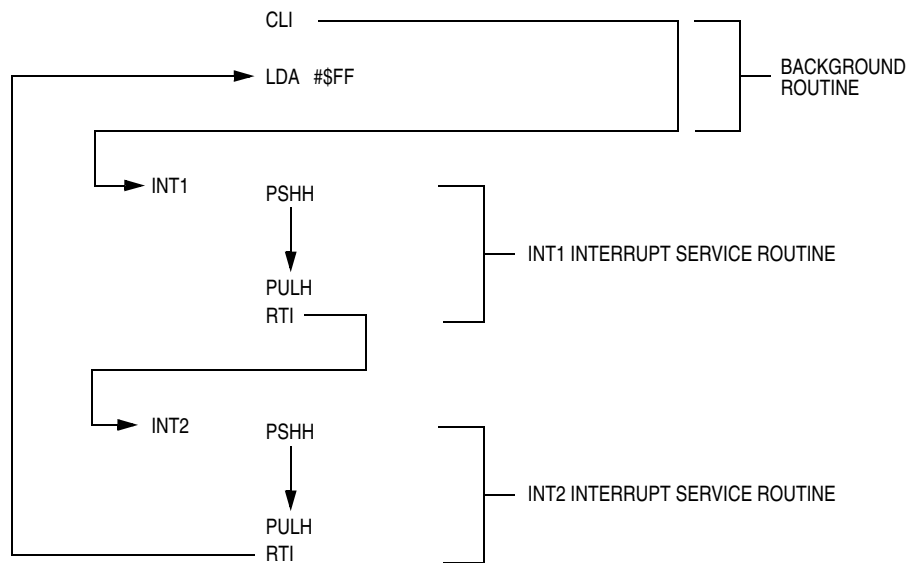 CLI
LDA #$FF
BACKGROUND
ROUTINE
INT1
PSHH
INT1 INTERRUPT SERVICE ROUTINE
PULH
RTI
INT2
PSHH
INT2 INTERRUPT SERVICE ROUTINE
PULH
RTI